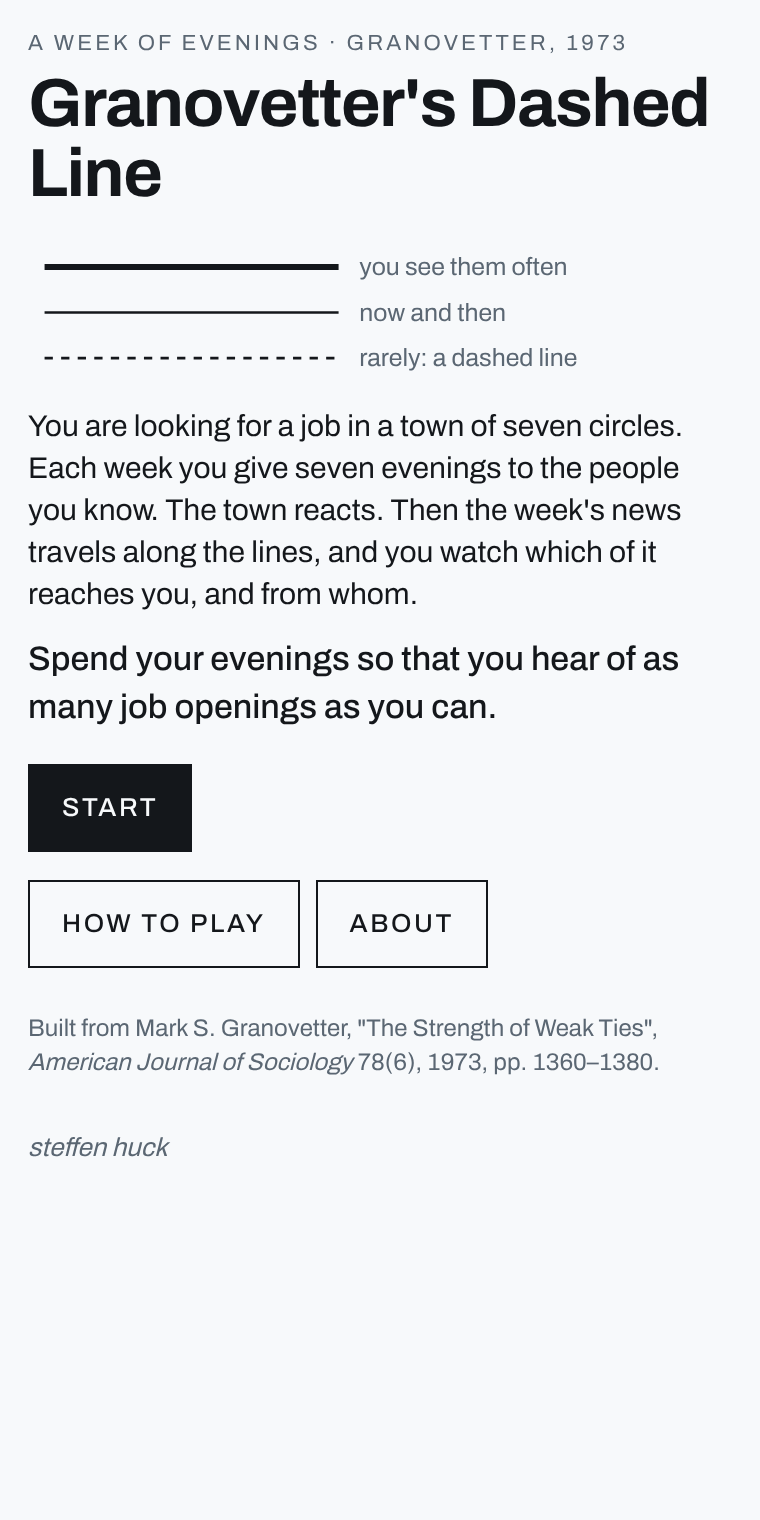 A WEEK OF EVENINGS · GRANOVETTER, 1973
Granovetter's Dashed
Line
you see them often
now and then
rarely: a dashed line
You are looking for a job in a town of seven circles.
Each week you give seven evenings to the people
you know. The town reacts. Then the week's news
travels along the lines, and you watch which of it
reaches you, and from whom.
Spend your evenings so that you hear of as
many job openings as you can.
START
HOW TO PLAY
ABOUT
Built from Mark S. Granovetter, "The Strength of Weak Ties",
American Journal of Sociology 78(6), 1973, pp. 1360–1380.
steffen huck